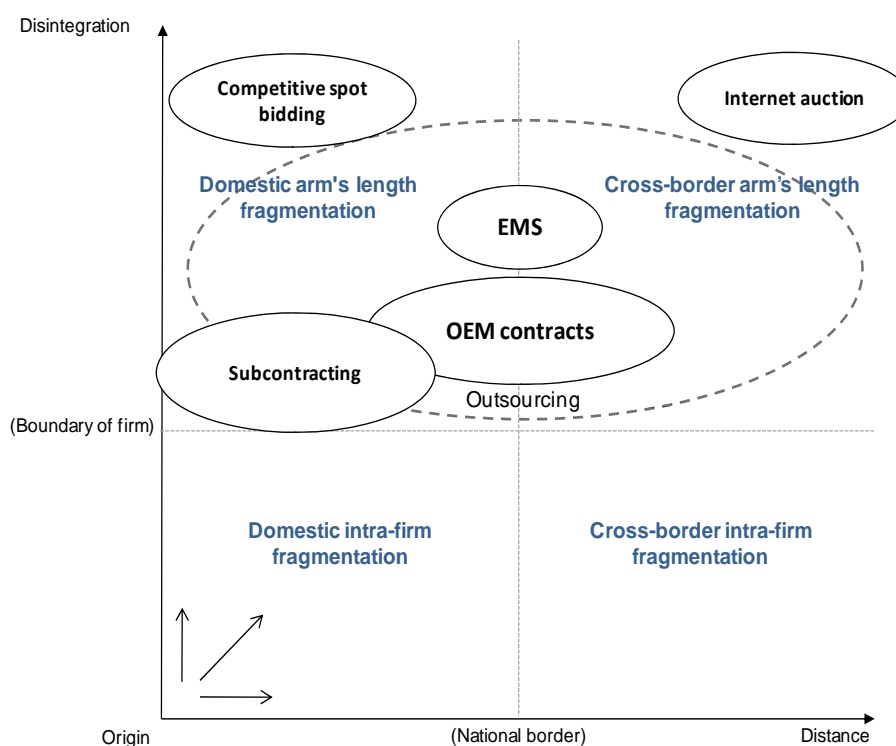 Disintegration
Competitive spot
bidding
Internet auction
Domestic arm's length
fragmentation
Cross-border arm’s length
fragmentation
EMS
OEM contracts
Subcontracting
Outsourcing
(Boundary of firm)
Domestic intra-firm
fragmentation
Cross-border intra-firm
fragmentation
Origin
(National border)
Distance